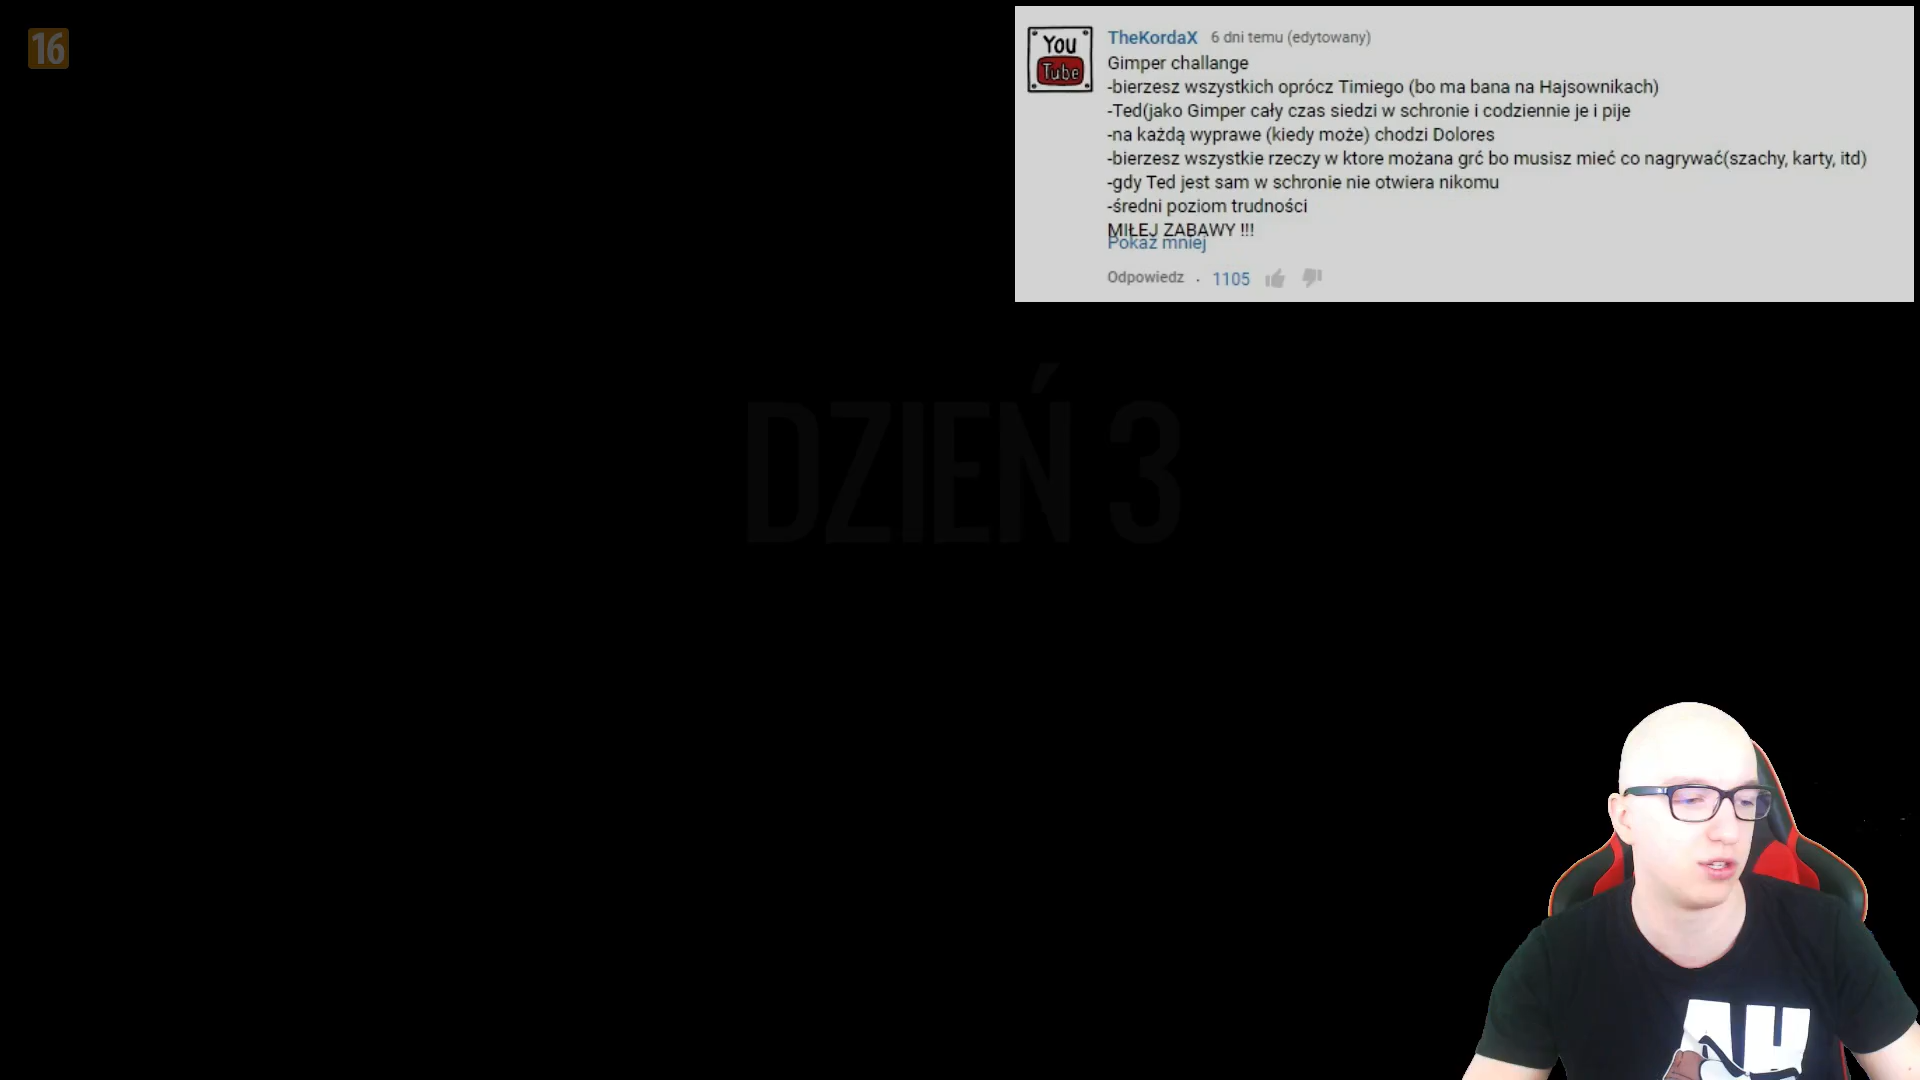 16
You
Tube
TheKordaX 6 dni temu (edytowany)
Gimper challange
-bierzesz wszystkich oprócz Timiego (bo ma bana na Hajsownikach)
-Ted(jako Gimper cały czas siedzi w schronie i codziennie je i pije
-na każdą wyprawe (kiedy może) chodzi Dolores
-bierzesz wszystkie rzeczy w ktore możana grć bo musisz mieć co nagrywać(szachy, karty, itd)
-gdy Ted jest sam w schronie nie otwiera nikomu
-średni poziom trudności
MIŁEJ ZABAWY !!!
Pokaż mniej
Odpowiedz · 1105
DZIEŃ 3